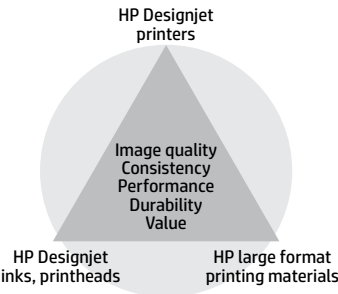 HP Designjet
printers
Image quality
Consistency
Performance
Durability
Value
HP Designjet
inks, printheads
HP large format
printing materials